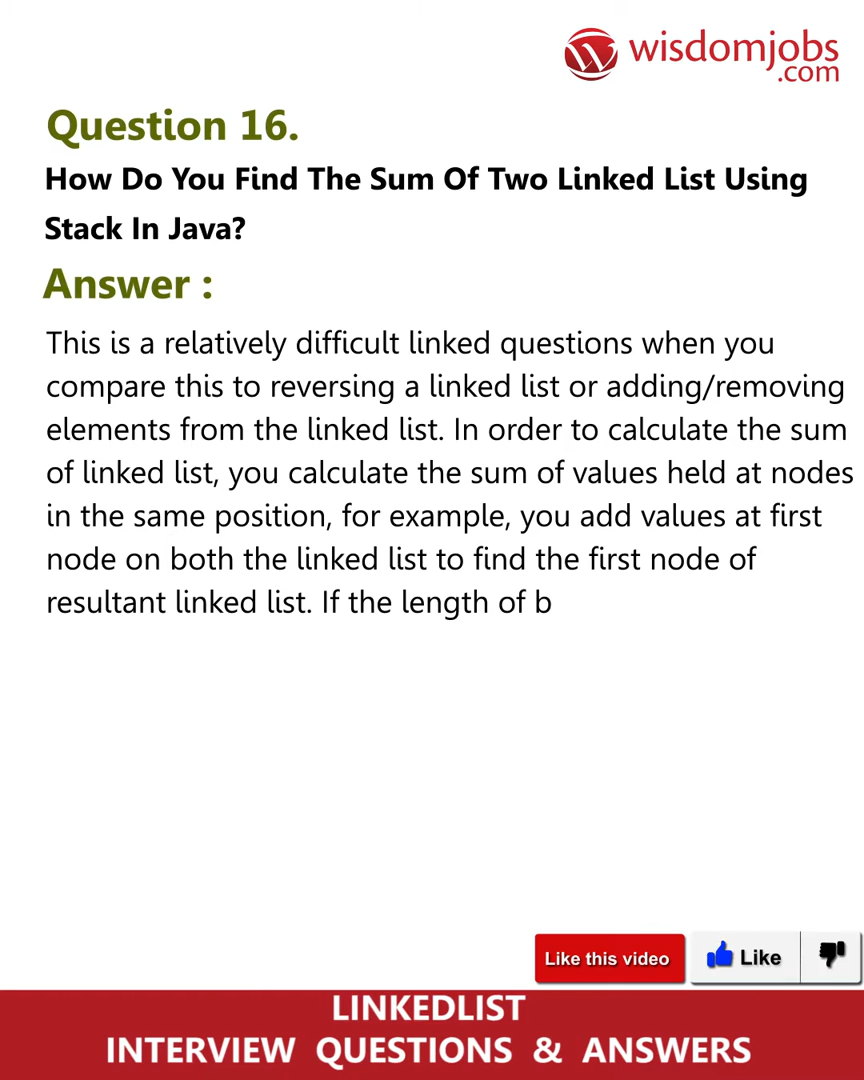 wisdomjobs
.com
Question 16.
How Do You Find The Sum Of Two Linked List Using
Stack In Java?
Answer :
This is a relatively difficult linked questions when you
compare this to reversing a linked list or adding/removing
elements from the linked list. In order to calculate the sum
of linked list, you calculate the sum of values held at nodes
in the same position, for example, you add values at first
node on both the linked list to find the first node of
resultant linked list. If the length of b
Like this video
Like
LINKEDLIST
INTERVIEW QUESTIONS & ANSWERS